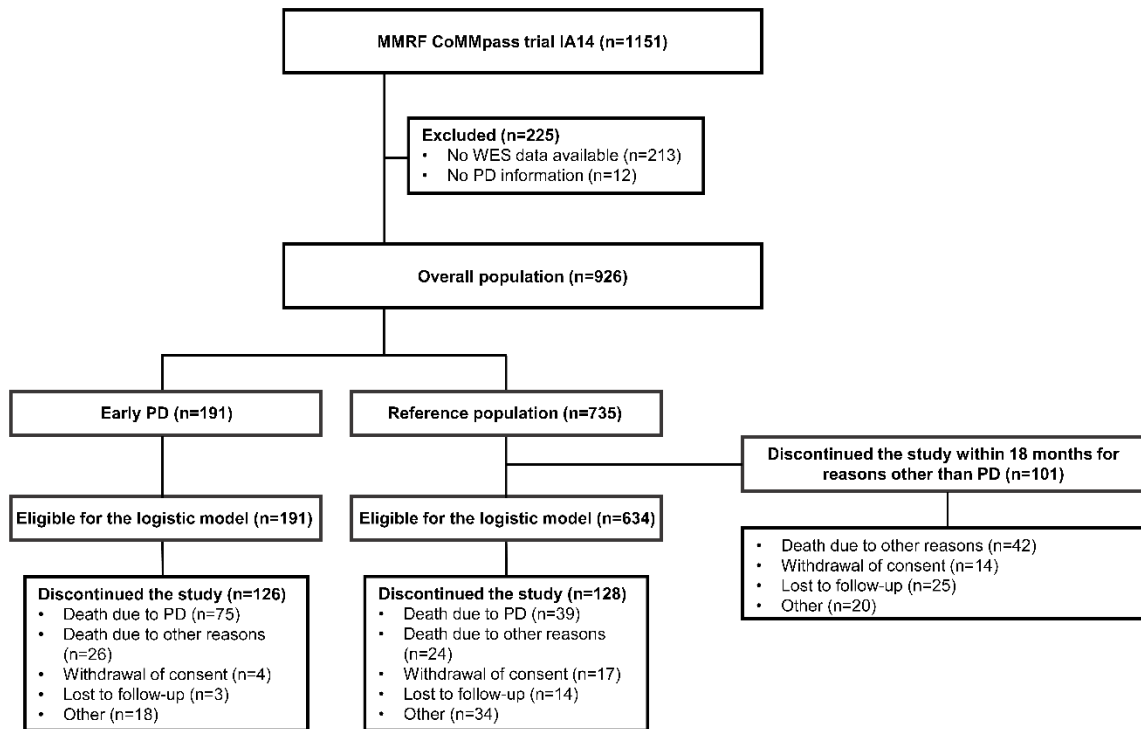 MMRF CoMMpass trial IA14 (n=1151)
Excluded (n=225)
• No WES data available (n=213)
• No PD information (n=12)
Overall population (n=926)
Early PD (n=191)
Reference population (n=735)
Discontinued the study within 18 months for
reasons other than PD (n=101)
Eligible for the logistic model (n=191)
Eligible for the logistic model (n=634)
• Death due to other reasons (n=42)
• Withdrawal of consent (n=14)
• Lost to follow-up (n=25)
• Other (n=20)
Discontinued the study (n=126)
• Death due to PD (n=75)
• Death due to other reasons
(n=26)
• Withdrawal of consent (n=4)
• Lost to follow-up (n=3)
• Other (n=18)
Discontinued the study (n=128)
• Death due to PD (n=39)
• Death due to other reasons
(n=24)
• Withdrawal of consent (n=17)
• Lost to follow-up (n=14)
• Other (n=34)